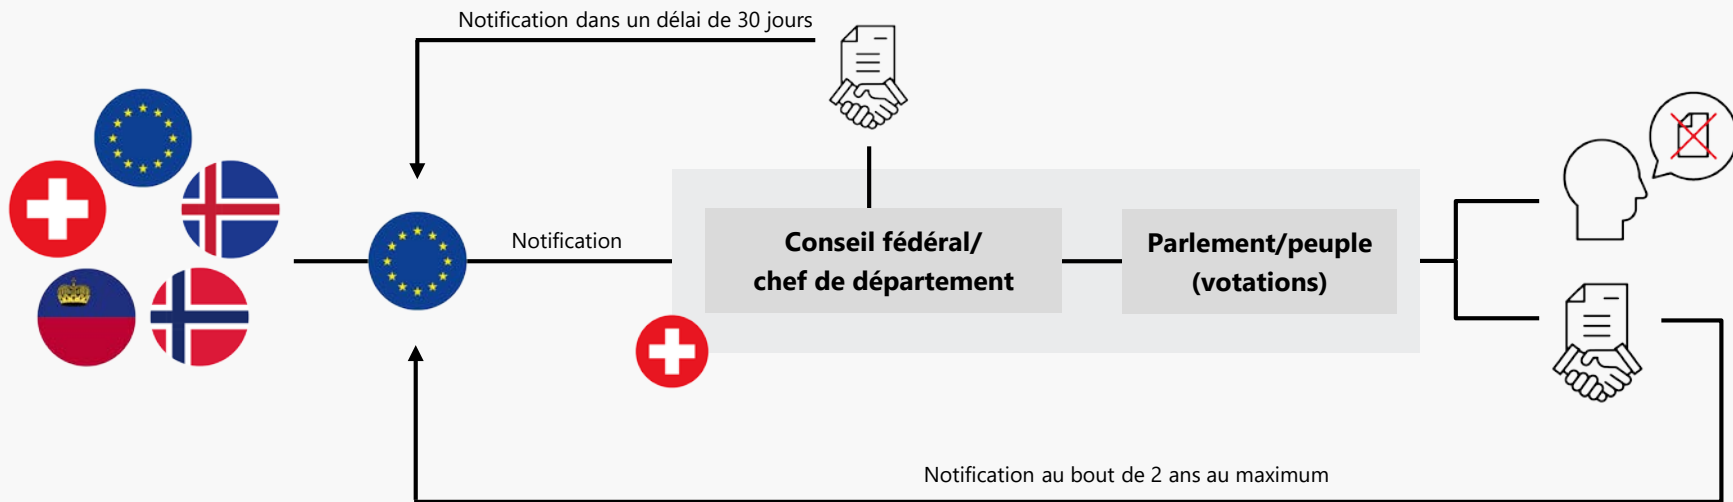 Notification dans un délai de 30 jours
Notification
Conseil fédéral/
chef de département
Parlement/peuple
(votations)
Notification au bout de 2 ans au maximum